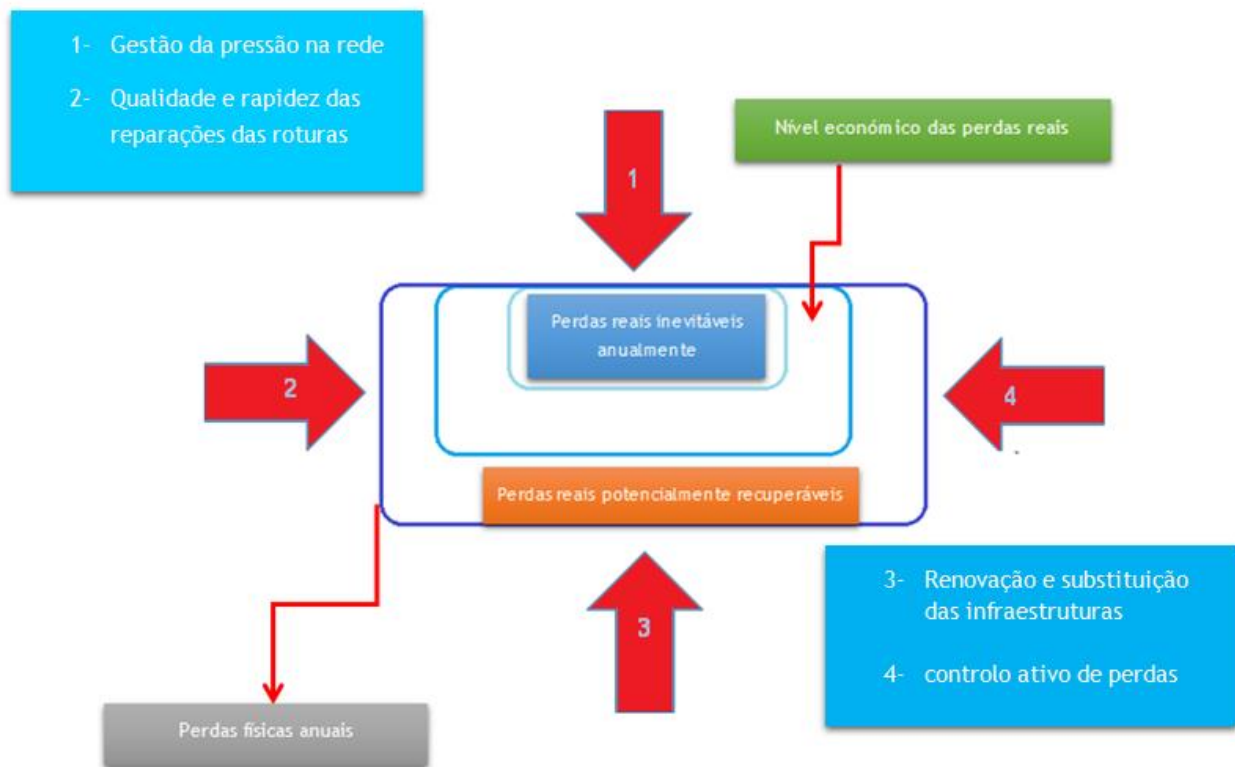 1- Gestão da pressão na rede
2- Qualidade e rapidez das
reparações das roturas
1
Nível económico das perdas reais
Perdas reais inevitáveis
anualmente
2
4
Perdas reais potencialmente recuperáveis
3
3- Renovação e substituição
das infraestruturas
4- controlo ativo de perdas
Perdas físicas anuais